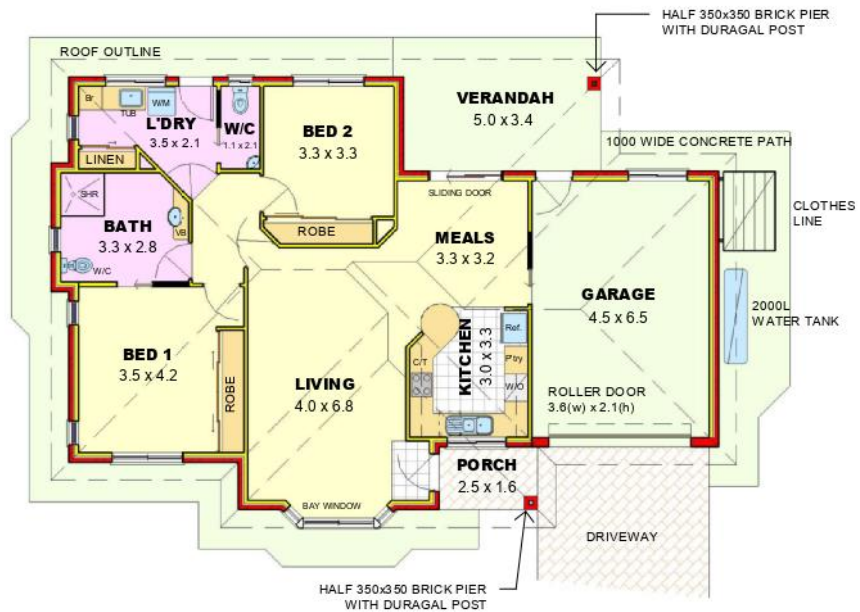 HALF 350x350 BRICK PIER
WITH DURAGAL POST
ROOF OUTLINE
Br
TUB
W/M
L'DRY
3.5 x 2.1
W/C
1.1 x 2.1
LINEN
BED 2
3.3 x 3.3
VERANDAH
5.0 x 3.4
1000 WIDE CONCRETE PATH
SHR
BATH
3.3 x 2.8
VB
W/C
ROBE
SLIDING DOOR
MEALS
3.3 x 3.2
CLOTHES
LINE
GARAGE
4.5 x 6.5
2000L
WATER TANK
BED 1
3.5 x 4.2
ROBE
LIVING
4.0 x 6.8
KITCHEN
3.0 x 3.3
Ref.
C/T
P'try
W/O
ROLLER DOOR
3.6(w) x 2.1(h)
PORCH
2.5 x 1.6
BAY WINDOW
DRIVEWAY
HALF 350x350 BRICK PIER
WITH DURAGAL POST